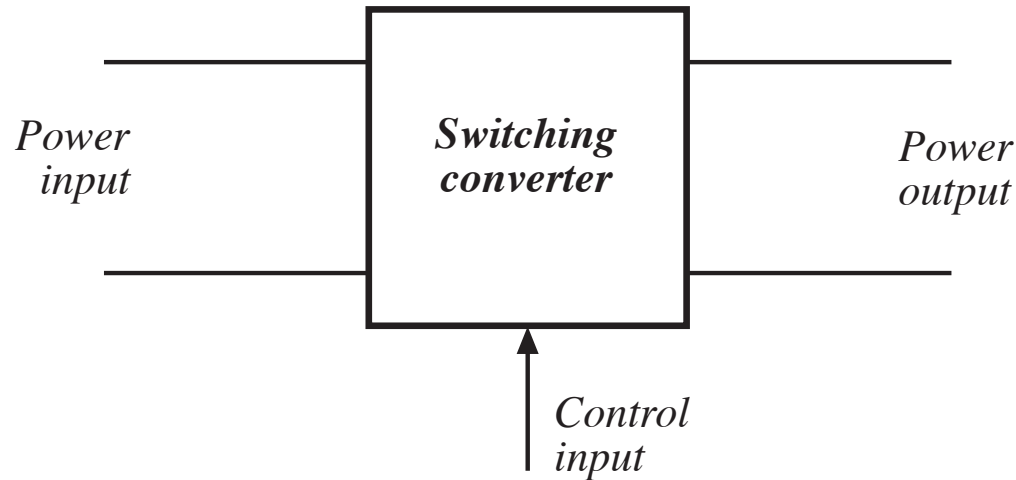 Power
input
Switching
converter
Power
output
Control
input